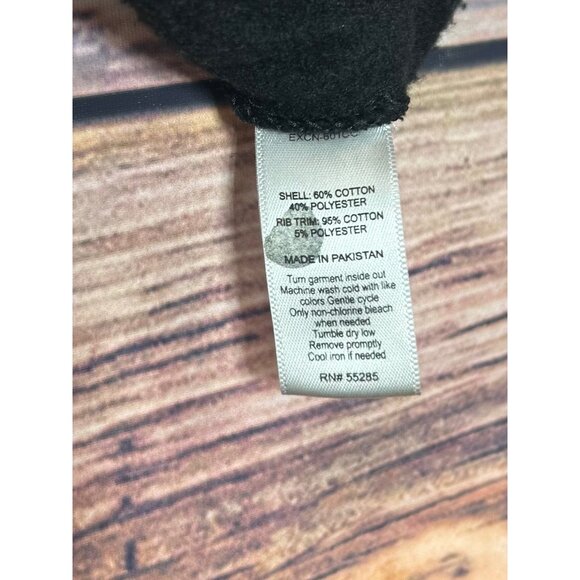 SHELL: 60% COTTON
40% POLYESTER
RIB TRIM: 95% COTTON
5% POLYESTER
MADE IN PAKISTAN
Turn garment inside out
Machine wash cold with like
colors Gentle cycle
Only non-chlorine bleach
when needed
Tumble dry low
Remove promptly
Cool iron if needed
RN# 55285